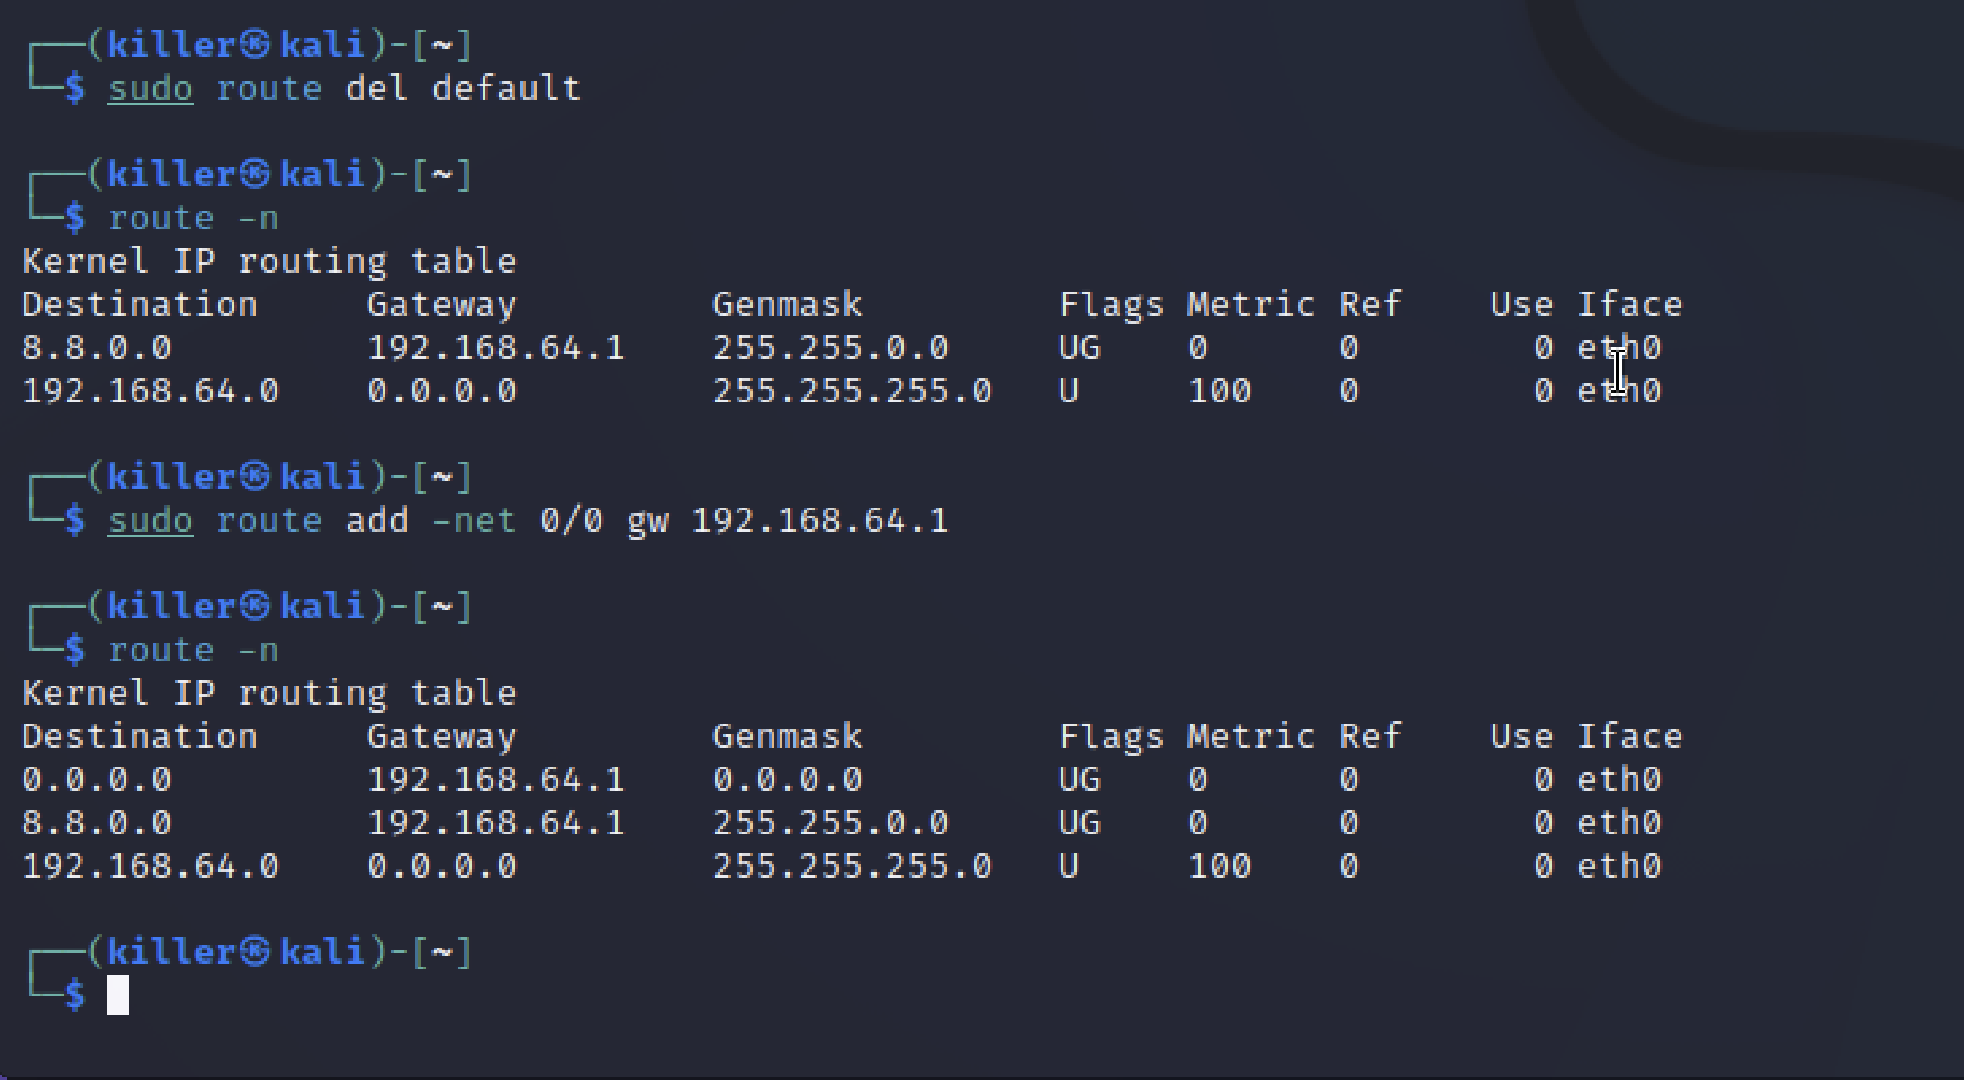 ┌──(killer㉿kali)-[~]
└─$ sudo route del default
┌──(killer㉿kali)-[~]
└─$ route -n
Kernel IP routing table
Destination     Gateway         Genmask         Flags Metric Ref    Use Iface
8.8.0.0         192.168.64.1    255.255.0.0     UG    0      0        0 eth0
192.168.64.0    0.0.0.0         255.255.255.0   U     100    0        0 eth0
┌──(killer㉿kali)-[~]
└─$ sudo route add -net 0/0 gw 192.168.64.1
┌──(killer㉿kali)-[~]
└─$ route -n
Kernel IP routing table
Destination     Gateway         Genmask         Flags Metric Ref    Use Iface
0.0.0.0         192.168.64.1    0.0.0.0         UG    0      0        0 eth0
8.8.0.0         192.168.64.1    255.255.0.0     UG    0      0        0 eth0
192.168.64.0    0.0.0.0         255.255.255.0   U     100    0        0 eth0
┌──(killer㉿kali)-[~]
└─$